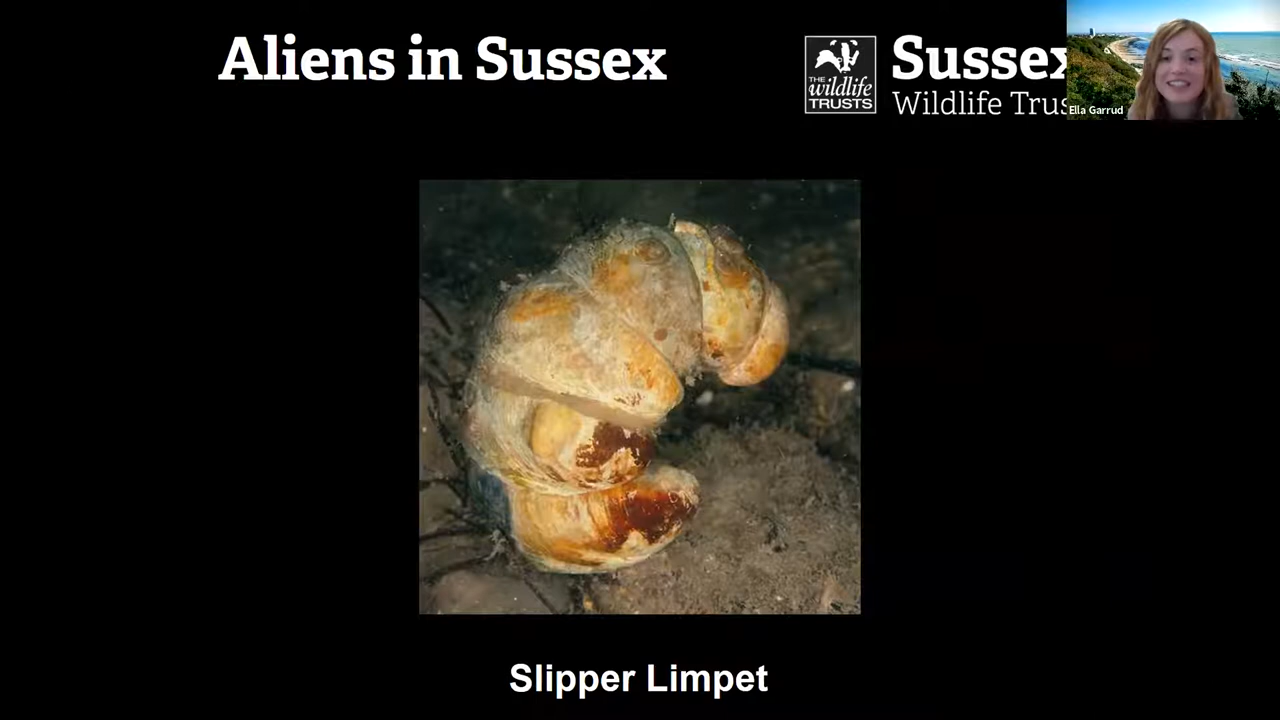 Aliens in Sussex
THE
wildlife
TRUSTS
Sussex
Wildlife Trus
Ella Garrud
Slipper Limpet